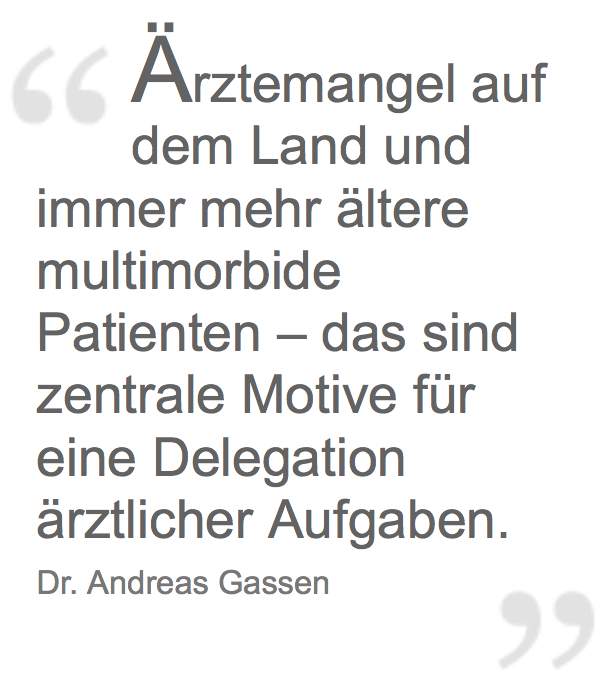 Ärztemangel auf
dem Land und
immer mehr ältere
multimorbide
Patienten – das sind
zentrale Motive für
eine Delegation
ärztlicher Aufgaben.
Dr. Andreas Gassen